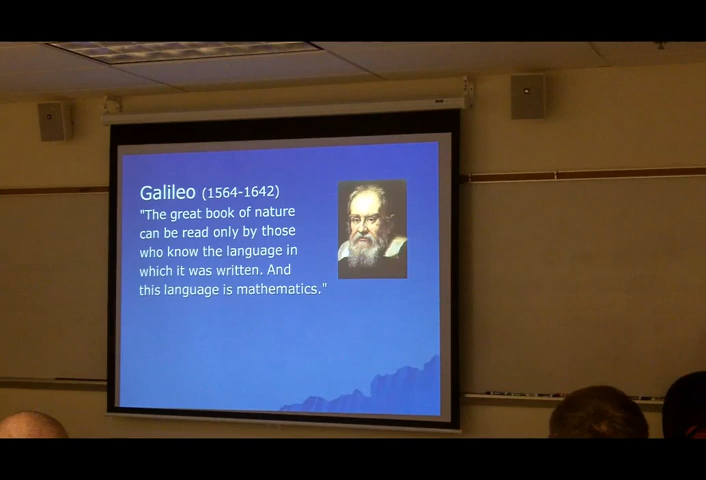 Galileo (1564-1642)
"The great book of nature
can be read only by those
who know the language in
which it was written. And
this language is mathematics."